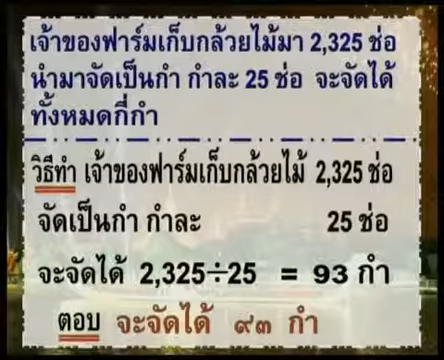 เจ้าของฟาร์มเก็บกล้วยไม้มา 2,325 ช่อ
นำมาจัดเป็นกำ กำละ 25 ช่อ จะจัดได้
ทั้งหมดกี่กำ
วิธีทำ เจ้าของฟาร์มเก็บกล้วยไม้ 2,325 ช่อ
จัดเป็นกำ กำละ 25 ช่อ
จะจัดได้ 2,325÷25 = 93 กำ
ตอบ จะจัดได้ ๙๓ กำ